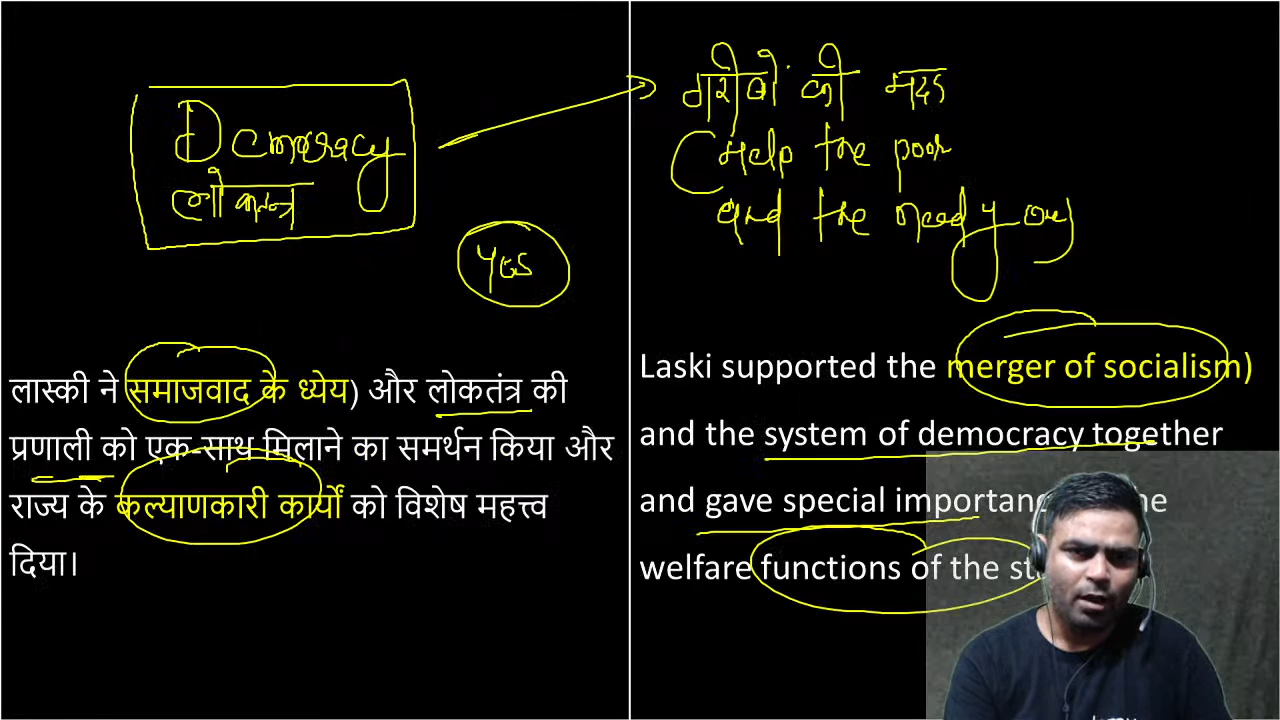 Democracy
लोकतन्त्र
Yes
गरीबों की मदद
(Help the poor
and the needy one)
लास्की ने समाजवाद के ध्येय) और लोकतंत्र की
प्रणाली को एक-साथ मिलाने का समर्थन किया और
राज्य के कल्याणकारी कार्यों को विशेष महत्त्व
दिया।
Laski supported the merger of socialism)
and the system of democracy together
and gave special importan
he
welfare functions of the st